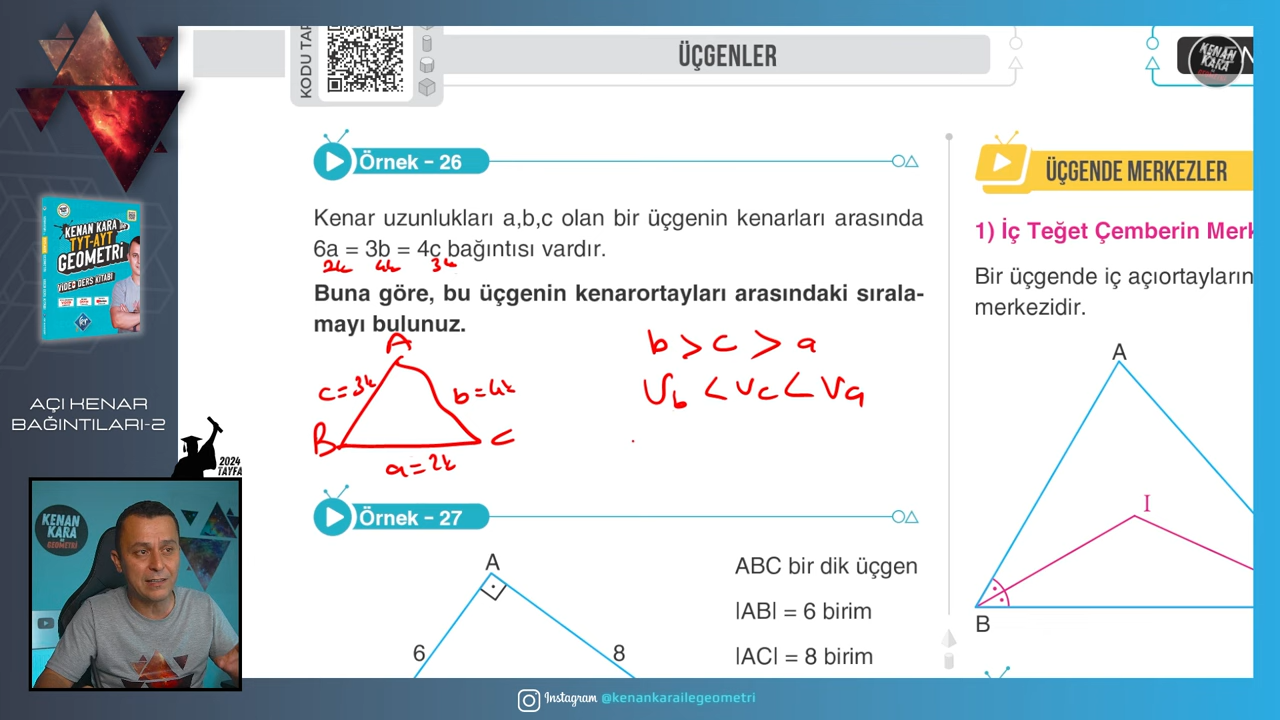 KODU TAR
ÜÇGENLER
KENAN
KARA
GEOMETRİ
N
Örnek – 26
Kenar uzunlukları a,b,c olan bir üçgenin kenarları arasında
6a = 3b = 4c bağıntısı vardır.
2k 4k 3k
Buna göre, bu üçgenin kenarortayları arasındaki sırala-
mayı bulunuz.
A
c=3k
b=4k
B
C
a=2k
b > c > a
Vb < Vc < Va
Örnek – 27
A
6
8
ABC bir dik üçgen
|AB| = 6 birim
|AC| = 8 birim
ÜÇGENDE MERKEZLER
1) İç Teğet Çemberin Merk
Bir üçgende iç açıortayların
merkezidir.
A
I
B
KENAN KARA
TYT-AYT
GEOMETRİ
VİDEO DERS KİTABI
AÇI KENAR
BAĞINTILARI-2
2024
TAYFA
KENAN
KARA
GEOMETRİ
Instagram @kenankarailegeometri